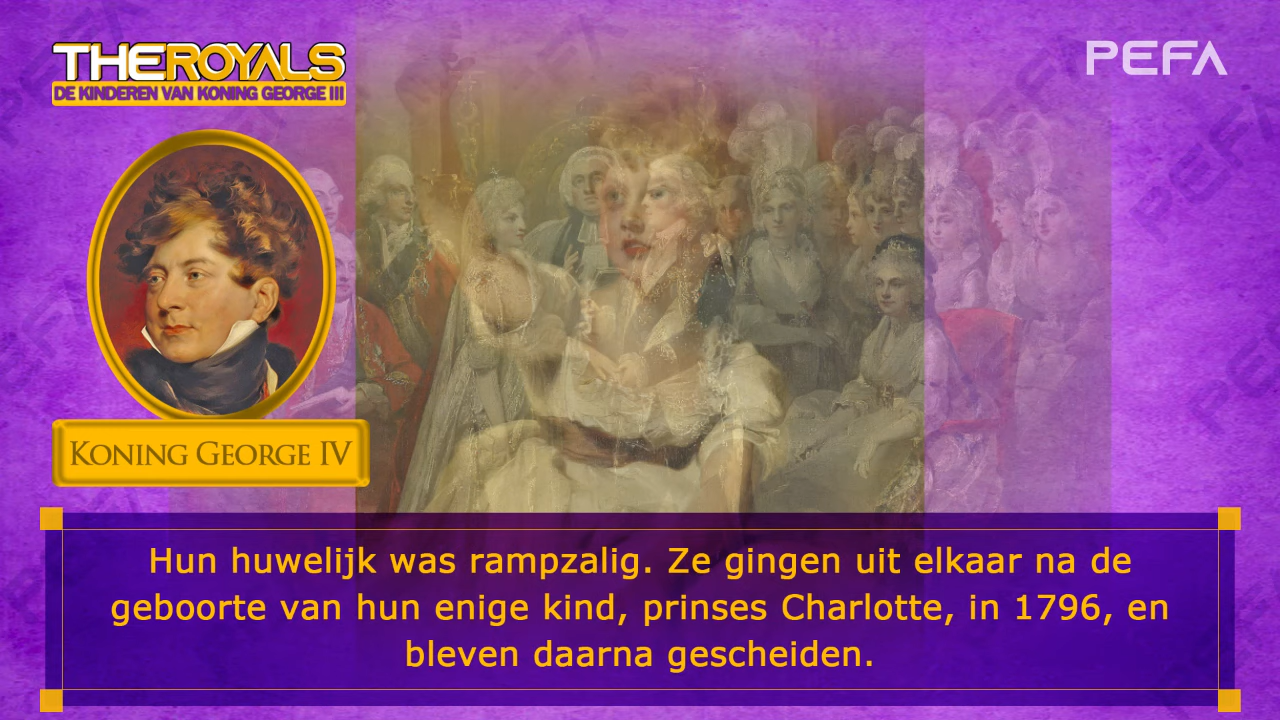 THEROYALS
DE KINDEREN VAN KONING GEORGE III
PEFA
KONING GEORGE IV
Hun huwelijk was rampzalig. Ze gingen uit elkaar na de
geboorte van hun enige kind, prinses Charlotte, in 1796, en
bleven daarna gescheiden.